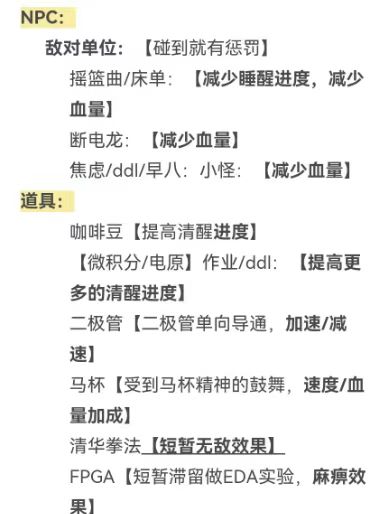 NPC：
敌对单位：【碰到就有惩罚】
摇篮曲/床单：【减少睡醒进度，减少
血量】
断电龙：【减少血量】
焦虑/ddl/早八：小怪：【减少血量】
道具：
咖啡豆【提高清醒进度】
【微积分/电原】作业/ddl：【提高更
多的清醒进度】
二极管【二极管单向导通，加速/减
速】
马杯【受到马杯精神的鼓舞，速度/血
量加成】
清华拳法【短暂无敌效果】
FPGA【短暂滞留做EDA实验，麻痹效
果】